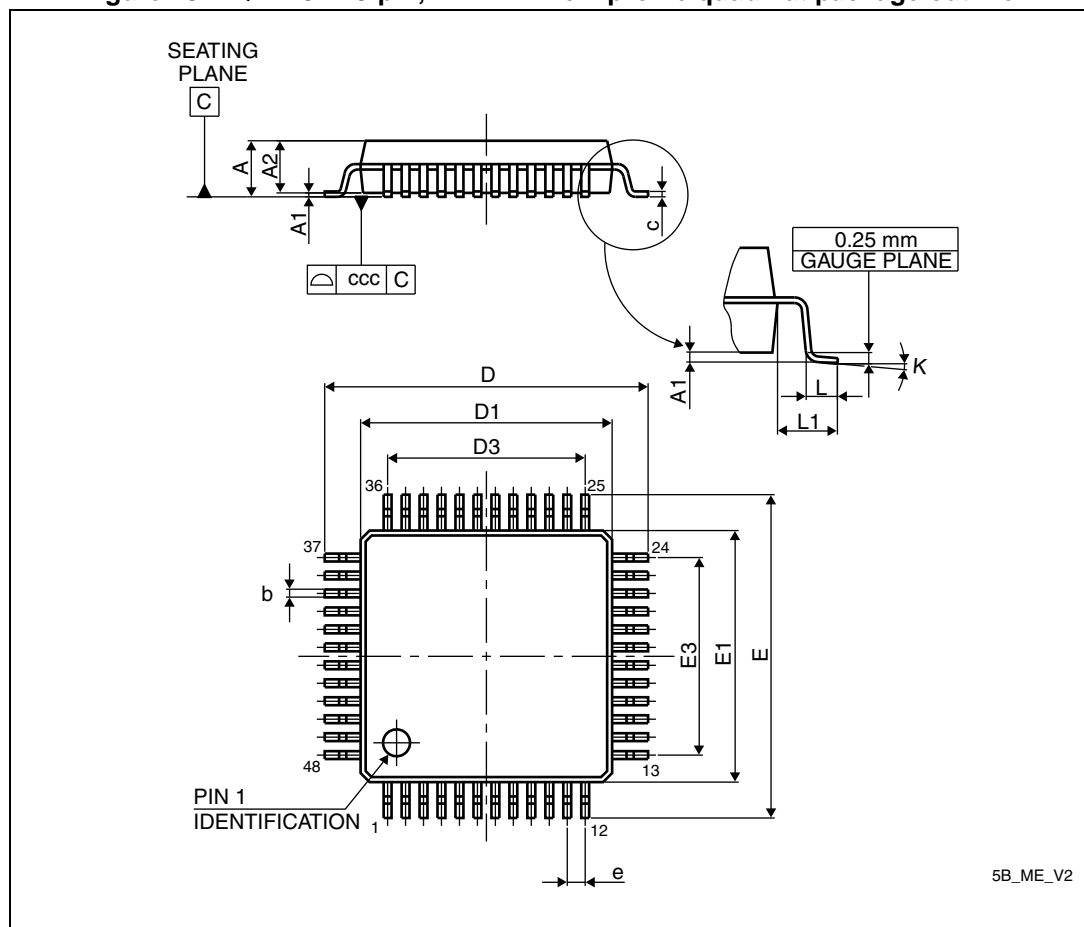 SEATING
PLANE
C
A
A2
A1
c
ccc C
0.25 mm
GAUGE PLANE
A1
K
L
L1
D
D1
D3
36
25
37
24
b
E3
E1
E
48
13
PIN 1
IDENTIFICATION
1
12
e
5B_ME_V2